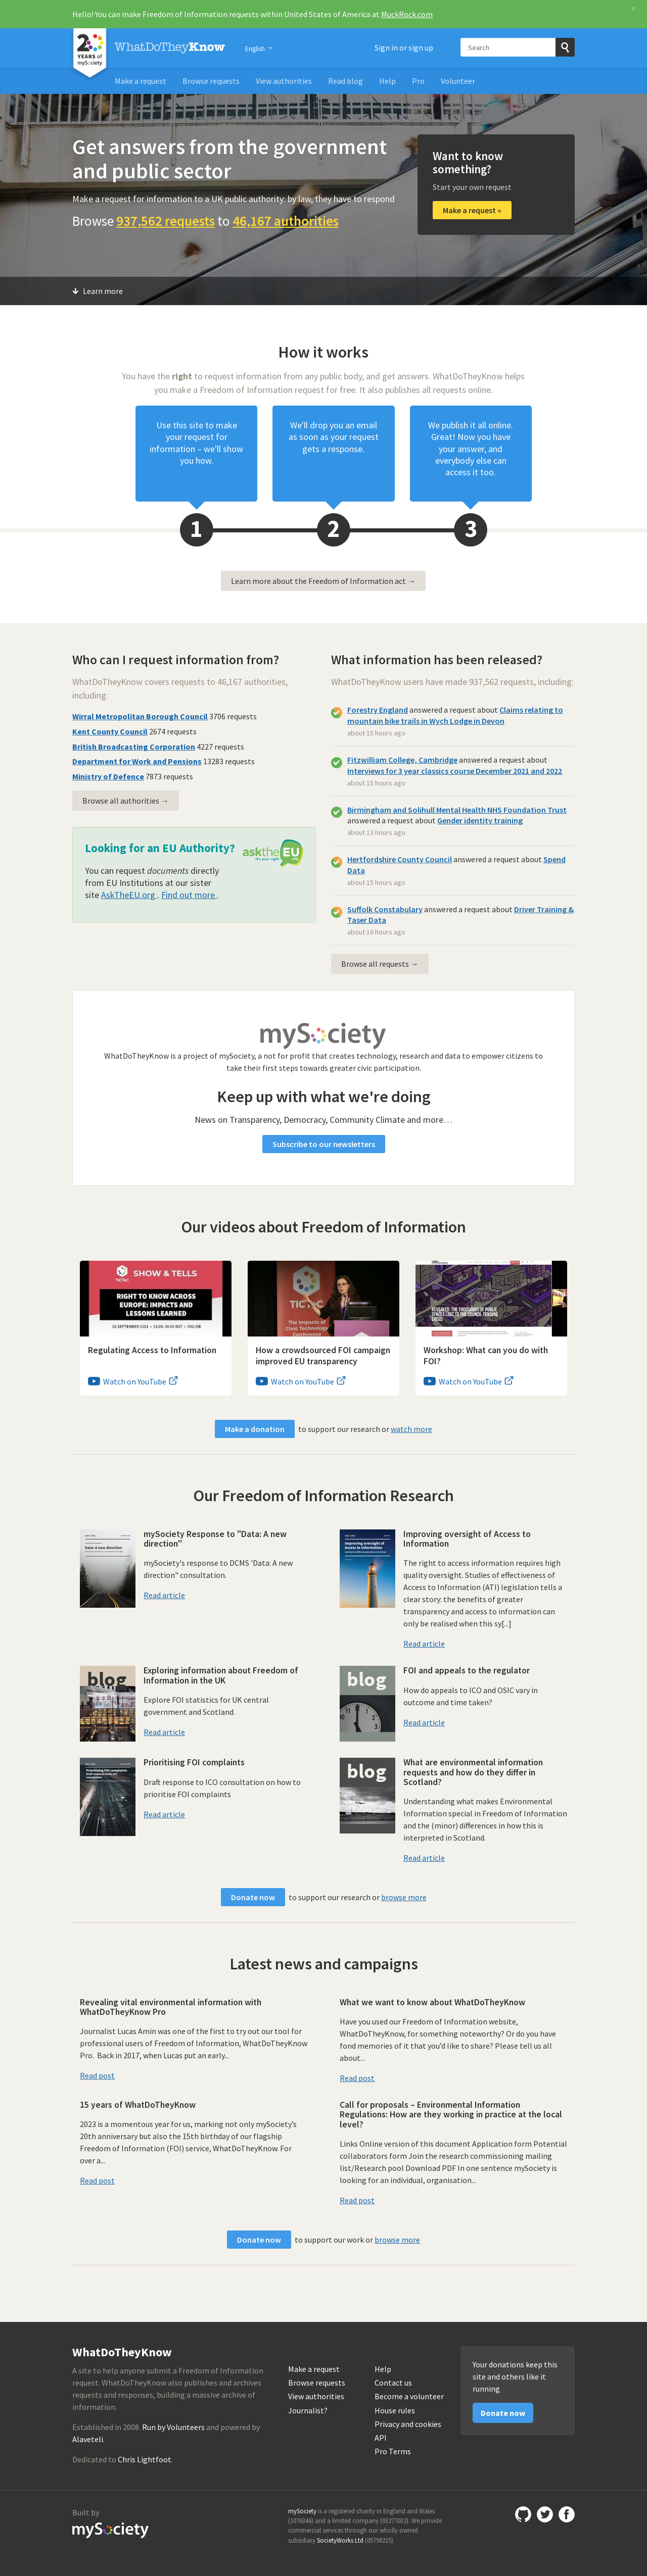 Hello! You can make Freedom of Information requests within United States of America at MuckRock.com
×
20
YEARS of
mySociety
WhatDoTheyKnow
English
Sign in or sign up
Search
Make a request
Browse requests
View authorities
Read blog
Help
Pro
Volunteer
Get answers from the government
and public sector
Make a request for information to a UK public authority: by law, they have to respond
Browse 937,562 requests to 46,167 authorities
Want to know
something?
Start your own request
Make a request »
Learn more
How it works
You have the right to request information from any public body, and get answers. WhatDoTheyKnow helps
you make a Freedom of Information request for free. It also publishes all requests online.
Use this site to make
your request for
information – we'll show
you how.
We'll drop you an email
as soon as your request
gets a response.
We publish it all online.
Great! Now you have
your answer, and
everybody else can
access it too.
1
2
3
Learn more about the Freedom of Information act →
Who can I request information from?
WhatDoTheyKnow covers requests to 46,167 authorities,
including:
Wirral Metropolitan Borough Council 3706 requests
Kent County Council 2674 requests
British Broadcasting Corporation 4227 requests
Department for Work and Pensions 13283 requests
Ministry of Defence 7873 requests
Browse all authorities →
Looking for an EU Authority?
asktheEU
it's your right
You can request documents directly
from EU Institutions at our sister
site AskTheEU.org . Find out more .
What information has been released?
WhatDoTheyKnow users have made 937,562 requests, including:
Forestry England answered a request about Claims relating to
mountain bike trails in Wych Lodge in Devon
about 15 hours ago
Fitzwilliam College, Cambridge answered a request about
Interviews for 3 year classics course December 2021 and 2022
about 15 hours ago
Birmingham and Solihull Mental Health NHS Foundation Trust
answered a request about Gender identity training
about 13 hours ago
Hertfordshire County Council answered a request about Spend
Data
about 15 hours ago
Suffolk Constabulary answered a request about Driver Training &
Taser Data
about 16 hours ago
Browse all requests →
mySociety
WhatDoTheyKnow is a project of mySociety, a not for profit that creates technology, research and data to empower citizens to
take their first steps towards greater civic participation.
Keep up with what we're doing
News on Transparency, Democracy, Community Climate and more…
Subscribe to our newsletters
Our videos about Freedom of Information
SHOW & TELLS
TICTeC
RIGHT TO KNOW ACROSS
EUROPE: IMPACTS AND
LESSONS LEARNED
Regulating Access to Information
Watch on YouTube
TICTeC
The Impacts of
Civic Technology
How a crowdsourced FOI campaign
improved EU transparency
Watch on YouTube
REVEALED: THE THOUSANDS OF PUBLIC
SPACES LOST TO THE COUNCIL FUNDING
CRISIS
Workshop: What can you do with
FOI?
Watch on YouTube
Make a donation to support our research or watch more
Our Freedom of Information Research
Data: A new direction
mySociety Response to "Data: A new
direction"
mySociety's response to DCMS 'Data: A new
direction" consultation.
Read article
Improving oversight of
Access to Information
Improving oversight of Access to
Information
The right to access information requires high
quality oversight. Studies of effectiveness of
Access to Information (ATI) legislation tells a
clear story: the benefits of greater
transparency and access to information can
only be realised when this sy[...]
Read article
blog
Exploring information about Freedom of
Information in the UK
Explore FOI statistics for UK central
government and Scotland.
Read article
blog
FOI and appeals to the regulator
How do appeals to ICO and OSIC vary in
outcome and time taken?
Read article
Prioritising FOI complaints
Prioritising FOI complaints
Draft response to ICO consultation on how to
prioritise FOI complaints
Read article
blog
What are environmental information
requests and how do they differ in
Scotland?
Understanding what makes Environmental
Information special in Freedom of Information
and the (minor) differences in how this is
interpreted in Scotland.
Read article
Donate now to support our research or browse more
Latest news and campaigns
Revealing vital environmental information with
WhatDoTheyKnow Pro
Journalist Lucas Amin was one of the first to try out our tool for
professional users of Freedom of Information, WhatDoTheyKnow
Pro. Back in 2017, when Lucas put an early...
Read post
What we want to know about WhatDoTheyKnow
Have you used our Freedom of Information website,
WhatDoTheyKnow, for something noteworthy? Or do you have
fond memories of it that you'd like to share? Please tell us all
about...
Read post
15 years of WhatDoTheyKnow
2023 is a momentous year for us, marking not only mySociety's
20th anniversary but also the 15th birthday of our flagship
Freedom of Information (FOI) service, WhatDoTheyKnow. For
over a...
Read post
Call for proposals – Environmental Information
Regulations: How are they working in practice at the local
level?
Links Online version of this document Application form Potential
collaborators form Join the research commissioning mailing
list/Research pool Download PDF In one sentence mySociety is
looking for an individual, organisation...
Read post
Donate now to support our work or browse more
WhatDoTheyKnow
A site to help anyone submit a Freedom of Information
request. WhatDoTheyKnow also publishes and archives
requests and responses, building a massive archive of
information.
Established in 2008. Run by Volunteers and powered by
Alaveteli.
Dedicated to Chris Lightfoot.
Make a request
Browse requests
View authorities
Journalist?
Help
Contact us
Become a volunteer
House rules
Privacy and cookies
API
Pro Terms
Your donations keep this
site and others like it
running
Donate now
Built by
mySociety
mySociety is a registered charity in England and Wales
(1076346) and a limited company (03277032). We provide
commercial services through our wholly owned
subsidiary SocietyWorks Ltd (05798215).